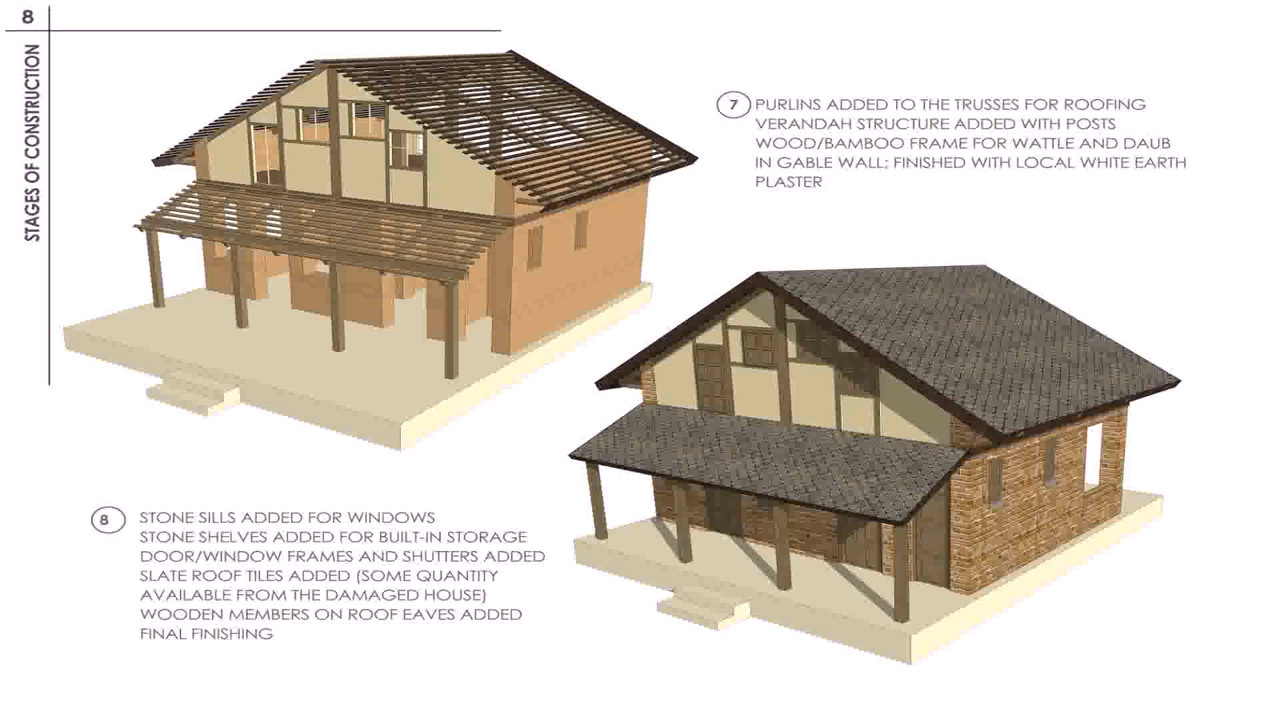 8
STAGES OF CONSTRUCTION
7 PURLINS ADDED TO THE TRUSSES FOR ROOFING
VERANDAH STRUCTURE ADDED WITH POSTS
WOOD/BAMBOO FRAME FOR WATTLE AND DAUB
IN GABLE WALL; FINISHED WITH LOCAL WHITE EARTH
PLASTER
8 STONE SILLS ADDED FOR WINDOWS
STONE SHELVES ADDED FOR BUILT-IN STORAGE
DOOR/WINDOW FRAMES AND SHUTTERS ADDED
SLATE ROOF TILES ADDED (SOME QUANTITY
AVAILABLE FROM THE DAMAGED HOUSE)
WOODEN MEMBERS ON ROOF EAVES ADDED
FINAL FINISHING